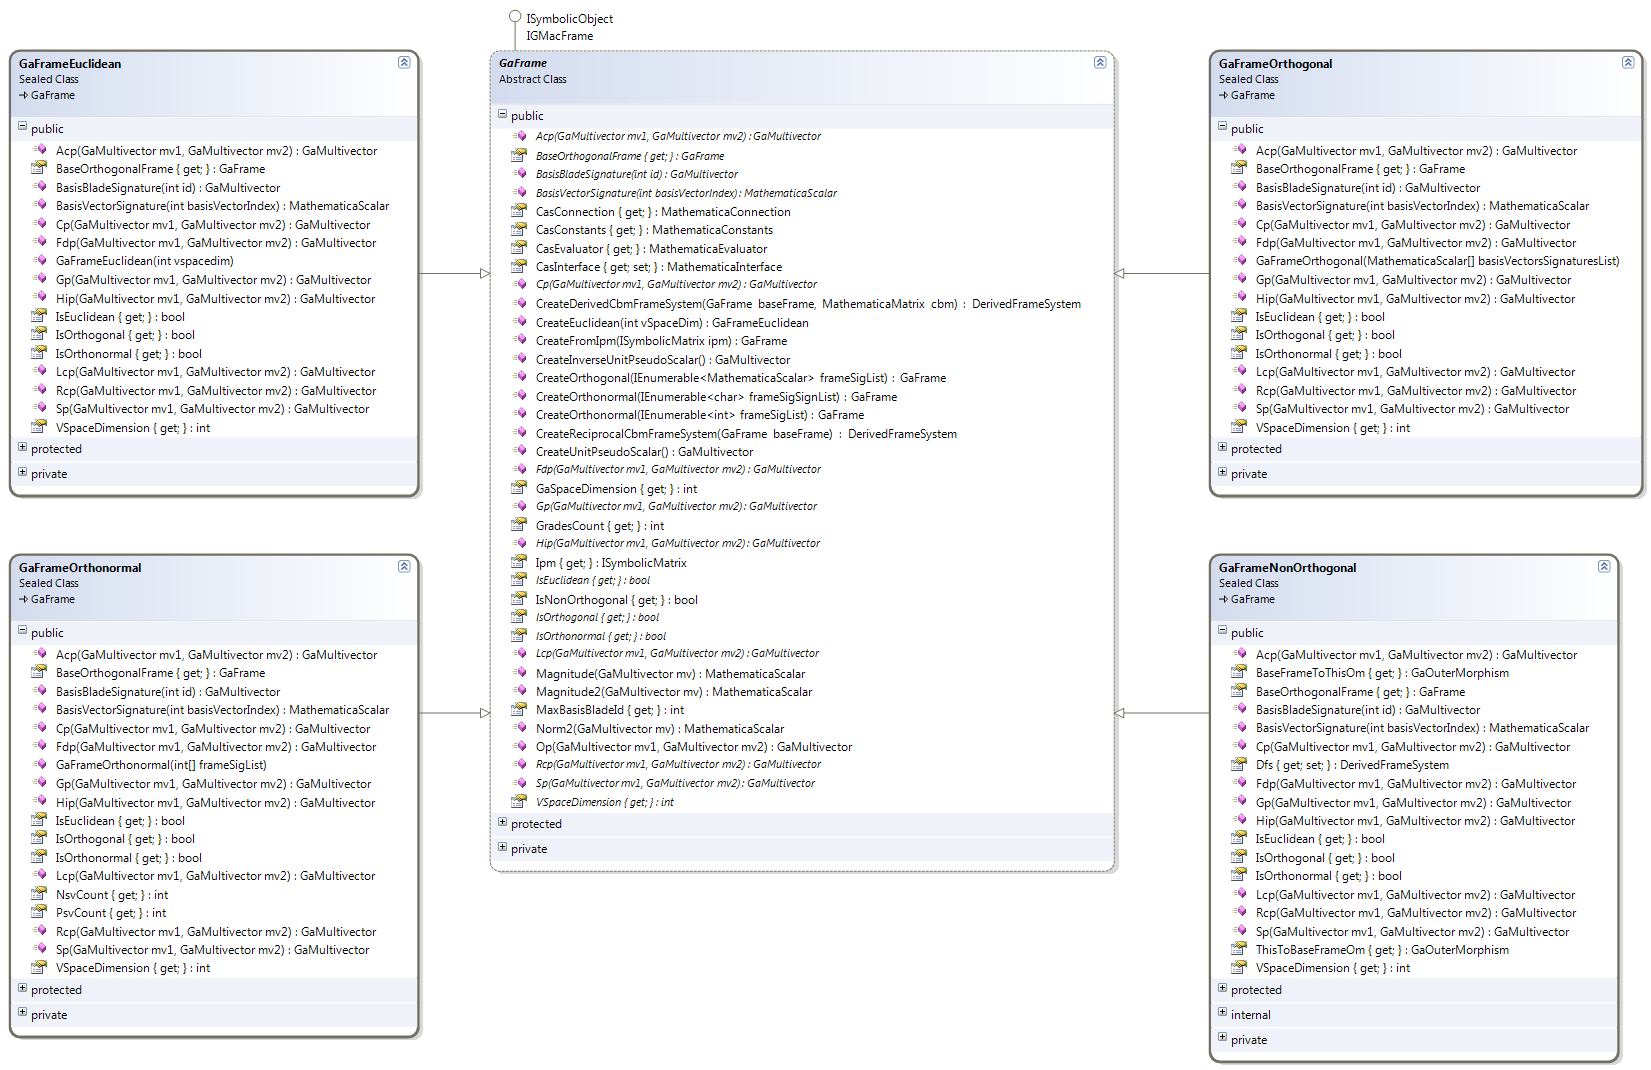 ISymbolicObject
IGMacFrame
GaFrameEuclidean
Sealed Class
GaFrame
public
Acp(GaMultivector mv1, GaMultivector mv2) : GaMultivector
BaseOrthogonalFrame { get; } : GaFrame
BasisBladeSignature(int id) : GaMultivector
BasisVectorSignature(int basisVectorIndex) : MathematicaScalar
Cp(GaMultivector mv1, GaMultivector mv2) : GaMultivector
Fdp(GaMultivector mv1, GaMultivector mv2) : GaMultivector
GaFrameEuclidean(int vspacedim)
Gp(GaMultivector mv1, GaMultivector mv2) : GaMultivector
Hip(GaMultivector mv1, GaMultivector mv2) : GaMultivector
IsEuclidean { get; } : bool
IsOrthogonal { get; } : bool
IsOrthonormal { get; } : bool
Lcp(GaMultivector mv1, GaMultivector mv2) : GaMultivector
Rcp(GaMultivector mv1, GaMultivector mv2) : GaMultivector
Sp(GaMultivector mv1, GaMultivector mv2) : GaMultivector
VSpaceDimension { get; } : int
protected
private
GaFrameOrthonormal
Sealed Class
GaFrame
public
Acp(GaMultivector mv1, GaMultivector mv2) : GaMultivector
BaseOrthogonalFrame { get; } : GaFrame
BasisBladeSignature(int id) : GaMultivector
BasisVectorSignature(int basisVectorIndex) : MathematicaScalar
Cp(GaMultivector mv1, GaMultivector mv2) : GaMultivector
Fdp(GaMultivector mv1, GaMultivector mv2) : GaMultivector
GaFrameOrthonormal(int[] frameSigList)
Gp(GaMultivector mv1, GaMultivector mv2) : GaMultivector
Hip(GaMultivector mv1, GaMultivector mv2) : GaMultivector
IsEuclidean { get; } : bool
IsOrthogonal { get; } : bool
IsOrthonormal { get; } : bool
Lcp(GaMultivector mv1, GaMultivector mv2) : GaMultivector
NsvCount { get; } : int
PsvCount { get; } : int
Rcp(GaMultivector mv1, GaMultivector mv2) : GaMultivector
Sp(GaMultivector mv1, GaMultivector mv2) : GaMultivector
VSpaceDimension { get; } : int
protected
private
GaFrame
Abstract Class
public
Acp(GaMultivector mv1, GaMultivector mv2) : GaMultivector
BaseOrthogonalFrame { get; } : GaFrame
BasisBladeSignature(int id) : GaMultivector
BasisVectorSignature(int basisVectorIndex) : MathematicaScalar
CasConnection { get; } : MathematicaConnection
CasConstants { get; } : MathematicaConstants
CasEvaluator { get; } : MathematicaEvaluator
CasInterface { get; set; } : MathematicaInterface
Cp(GaMultivector mv1, GaMultivector mv2) : GaMultivector
CreateDerivedCbmFrameSystem(GaFrame baseFrame, MathematicaMatrix cbm) : DerivedFrameSystem
CreateEuclidean(int vSpaceDim) : GaFrameEuclidean
CreateFromIpm(ISymbolicMatrix ipm) : GaFrame
CreateInverseUnitPseudoScalar() : GaMultivector
CreateOrthogonal(IEnumerable<MathematicaScalar> frameSigList) : GaFrame
CreateOrthonormal(IEnumerable<char> frameSigSignList) : GaFrame
CreateOrthonormal(IEnumerable<int> frameSigList) : GaFrame
CreateReciprocalCbmFrameSystem(GaFrame baseFrame) : DerivedFrameSystem
CreateUnitPseudoScalar() : GaMultivector
Fdp(GaMultivector mv1, GaMultivector mv2) : GaMultivector
GaSpaceDimension { get; } : int
Gp(GaMultivector mv1, GaMultivector mv2) : GaMultivector
GradesCount { get; } : int
Hip(GaMultivector mv1, GaMultivector mv2) : GaMultivector
Ipm { get; } : ISymbolicMatrix
IsEuclidean { get; } : bool
IsNonOrthogonal { get; } : bool
IsOrthogonal { get; } : bool
IsOrthonormal { get; } : bool
Lcp(GaMultivector mv1, GaMultivector mv2) : GaMultivector
Magnitude(GaMultivector mv) : MathematicaScalar
Magnitude2(GaMultivector mv) : MathematicaScalar
MaxBasisBladeId { get; } : int
Norm2(GaMultivector mv) : MathematicaScalar
Op(GaMultivector mv1, GaMultivector mv2) : GaMultivector
Rcp(GaMultivector mv1, GaMultivector mv2) : GaMultivector
Sp(GaMultivector mv1, GaMultivector mv2) : GaMultivector
VSpaceDimension { get; } : int
protected
private
GaFrameOrthogonal
Sealed Class
GaFrame
public
Acp(GaMultivector mv1, GaMultivector mv2) : GaMultivector
BaseOrthogonalFrame { get; } : GaFrame
BasisBladeSignature(int id) : GaMultivector
BasisVectorSignature(int basisVectorIndex) : MathematicaScalar
Cp(GaMultivector mv1, GaMultivector mv2) : GaMultivector
Fdp(GaMultivector mv1, GaMultivector mv2) : GaMultivector
GaFrameOrthogonal(MathematicaScalar[] basisVectorsSignaturesList)
Gp(GaMultivector mv1, GaMultivector mv2) : GaMultivector
Hip(GaMultivector mv1, GaMultivector mv2) : GaMultivector
IsEuclidean { get; } : bool
IsOrthogonal { get; } : bool
IsOrthonormal { get; } : bool
Lcp(GaMultivector mv1, GaMultivector mv2) : GaMultivector
Rcp(GaMultivector mv1, GaMultivector mv2) : GaMultivector
Sp(GaMultivector mv1, GaMultivector mv2) : GaMultivector
VSpaceDimension { get; } : int
protected
private
GaFrameNonOrthogonal
Sealed Class
GaFrame
public
Acp(GaMultivector mv1, GaMultivector mv2) : GaMultivector
BaseFrameToThisOm { get; } : GaOuterMorphism
BaseOrthogonalFrame { get; } : GaFrame
BasisBladeSignature(int id) : GaMultivector
BasisVectorSignature(int basisVectorIndex) : MathematicaScalar
Cp(GaMultivector mv1, GaMultivector mv2) : GaMultivector
Dfs { get; set; } : DerivedFrameSystem
Fdp(GaMultivector mv1, GaMultivector mv2) : GaMultivector
Gp(GaMultivector mv1, GaMultivector mv2) : GaMultivector
Hip(GaMultivector mv1, GaMultivector mv2) : GaMultivector
IsEuclidean { get; } : bool
IsOrthogonal { get; } : bool
IsOrthonormal { get; } : bool
Lcp(GaMultivector mv1, GaMultivector mv2) : GaMultivector
Rcp(GaMultivector mv1, GaMultivector mv2) : GaMultivector
Sp(GaMultivector mv1, GaMultivector mv2) : GaMultivector
ThisToBaseFrameOm { get; } : GaOuterMorphism
VSpaceDimension { get; } : int
protected
internal
private